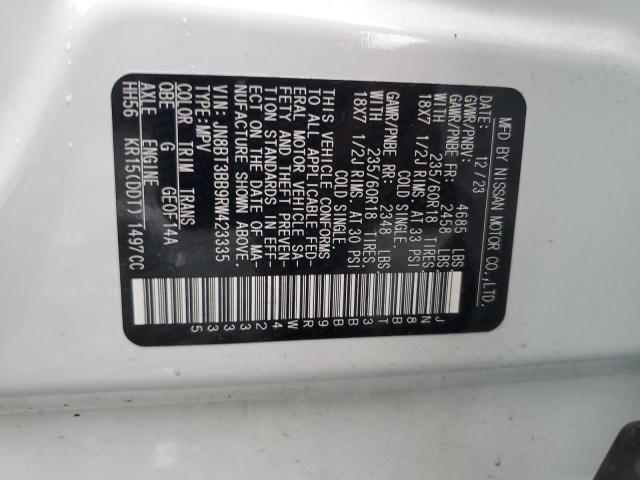 MFD BY NISSAN MOTOR CO., LTD.
DATE: 12/23
GVWR/PNBV: 4685 LBS.
GAWR/PNBE FR: 2458 LBS.
WITH 235/60R18 TIRES,
18X7 1/2J RIMS, AT 33 PSI
COLD SINGLE.
GAWR/PNBE RR: 2348 LBS.
WITH 235/60R18 TIRES,
18X7 1/2J RIMS, AT 30 PSI
COLD SINGLE.
THIS VEHICLE CONFORMS
TO ALL APPLICABLE FED-
ERAL MOTOR VEHICLE SA-
FETY AND THEFT PREVEN-
TION STANDARDS IN EFF-
ECT ON THE DATE OF MA-
NUFACTURE SHOWN ABOVE.
VIN: JN8BT3BB9RW423335
TYPE: MPV
COLOR TRIM TRANS
QBE G GE0F14A
AXLE ENGINE
HH56 KR15(DDT) 1497CC
J N 8 B T 3 B B 9 R W 4 2 3 3 3 5